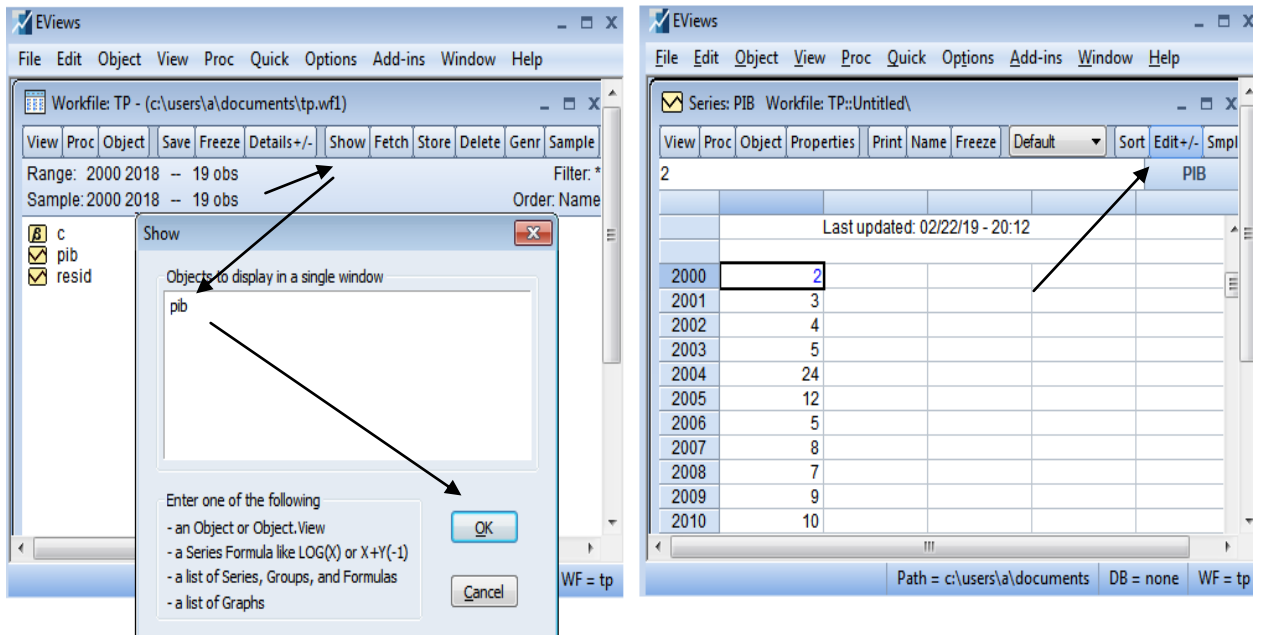 EViews
File Edit Object View Proc Quick Options Add-ins Window Help
Workfile: TP - (c:\users\a\documents\tp.wf1)
View Proc Object Save Freeze Details+/- Show Fetch Store Delete Genr Sample
Range: 2000 2018 -- 19 obs Filter: *
Sample: 2000 2018 -- 19 obs Order: Name
β c
pib
resid
Show
Objects to display in a single window
pib
Enter one of the following
- an Object or Object.View
- a Series Formula like LOG(X) or X+Y(-1)
- a list of Series, Groups, and Formulas
- a list of Graphs
OK
Cancel
WF = tp
EViews
File Edit Object View Proc Quick Options Add-ins Window Help
Series: PIB Workfile: TP::Untitled\
View Proc Object Properties Print Name Freeze Default Sort Edit+/- Smpl
2 PIB
Last updated: 02/22/19 - 20:12
2000 2
2001 3
2002 4
2003 5
2004 24
2005 12
2006 5
2007 8
2008 7
2009 9
2010 10
Path = c:\users\a\documents DB = none WF = tp